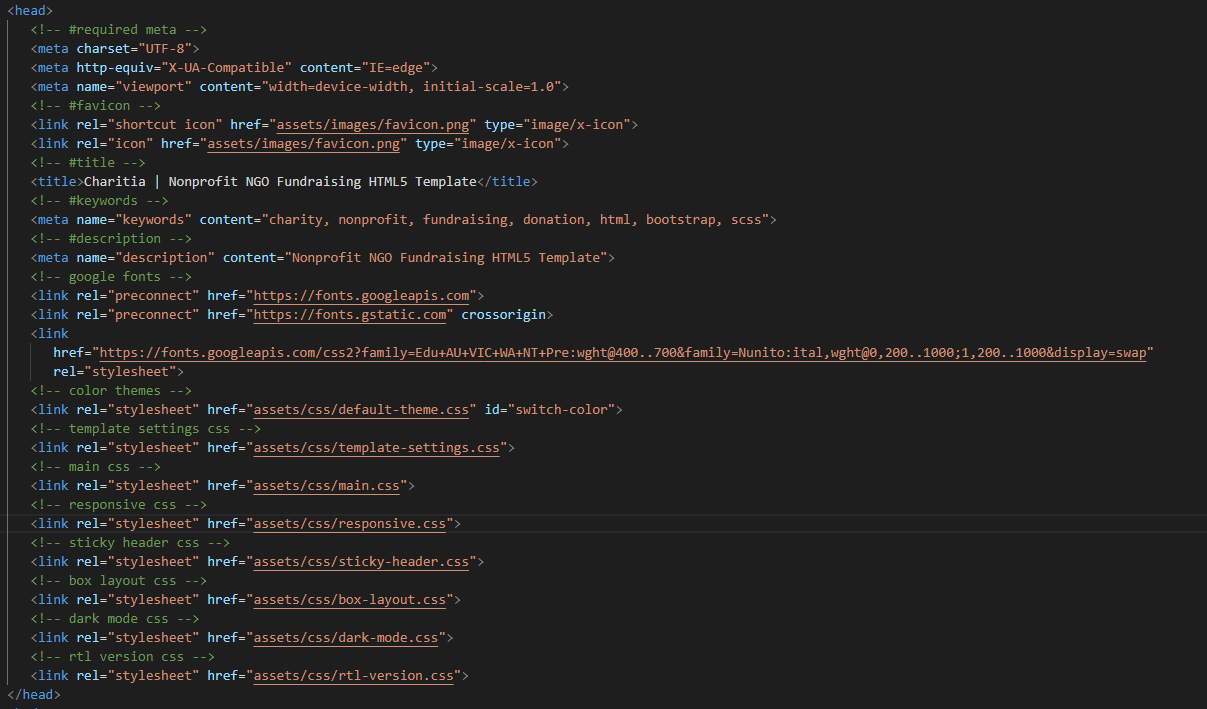 <head>
<!-- #required meta -->
<meta charset="UTF-8">
<meta http-equiv="X-UA-Compatible" content="IE=edge">
<meta name="viewport" content="width=device-width, initial-scale=1.0">
<!-- #favicon -->
<link rel="shortcut icon" href="assets/images/favicon.png" type="image/x-icon">
<link rel="icon" href="assets/images/favicon.png" type="image/x-icon">
<!-- #title -->
<title>Charitia | Nonprofit NGO Fundraising HTML5 Template</title>
<!-- #keywords -->
<meta name="keywords" content="charity, nonprofit, fundraising, donation, html, bootstrap, scss">
<!-- #description -->
<meta name="description" content="Nonprofit NGO Fundraising HTML5 Template">
<!-- google fonts -->
<link rel="preconnect" href="https://fonts.googleapis.com">
<link rel="preconnect" href="https://fonts.gstatic.com" crossorigin>
<link
href="https://fonts.googleapis.com/css2?family=Edu+AU+VIC+WA+NT+Pre:wght@400..700&family=Nunito:ital,wght@0,200..1000;1,200..1000&display=swap"
rel="stylesheet">
<!-- color themes -->
<link rel="stylesheet" href="assets/css/default-theme.css" id="switch-color">
<!-- template settings css -->
<link rel="stylesheet" href="assets/css/template-settings.css">
<!-- main css -->
<link rel="stylesheet" href="assets/css/main.css">
<!-- responsive css -->
<link rel="stylesheet" href="assets/css/responsive.css">
<!-- sticky header css -->
<link rel="stylesheet" href="assets/css/sticky-header.css">
<!-- box layout css -->
<link rel="stylesheet" href="assets/css/box-layout.css">
<!-- dark mode css -->
<link rel="stylesheet" href="assets/css/dark-mode.css">
<!-- rtl version css -->
<link rel="stylesheet" href="assets/css/rtl-version.css">
</head>